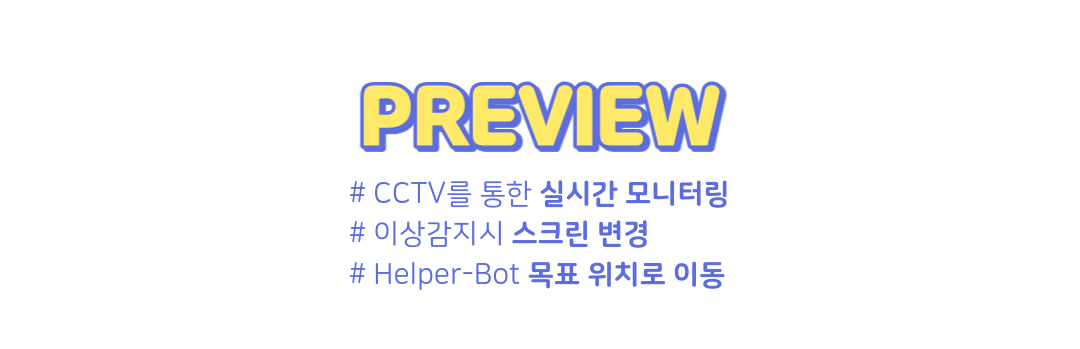 PREVIEW
# CCTV를 통한 실시간 모니터링
# 이상감지시 스크린 변경
# Helper-Bot 목표 위치로 이동